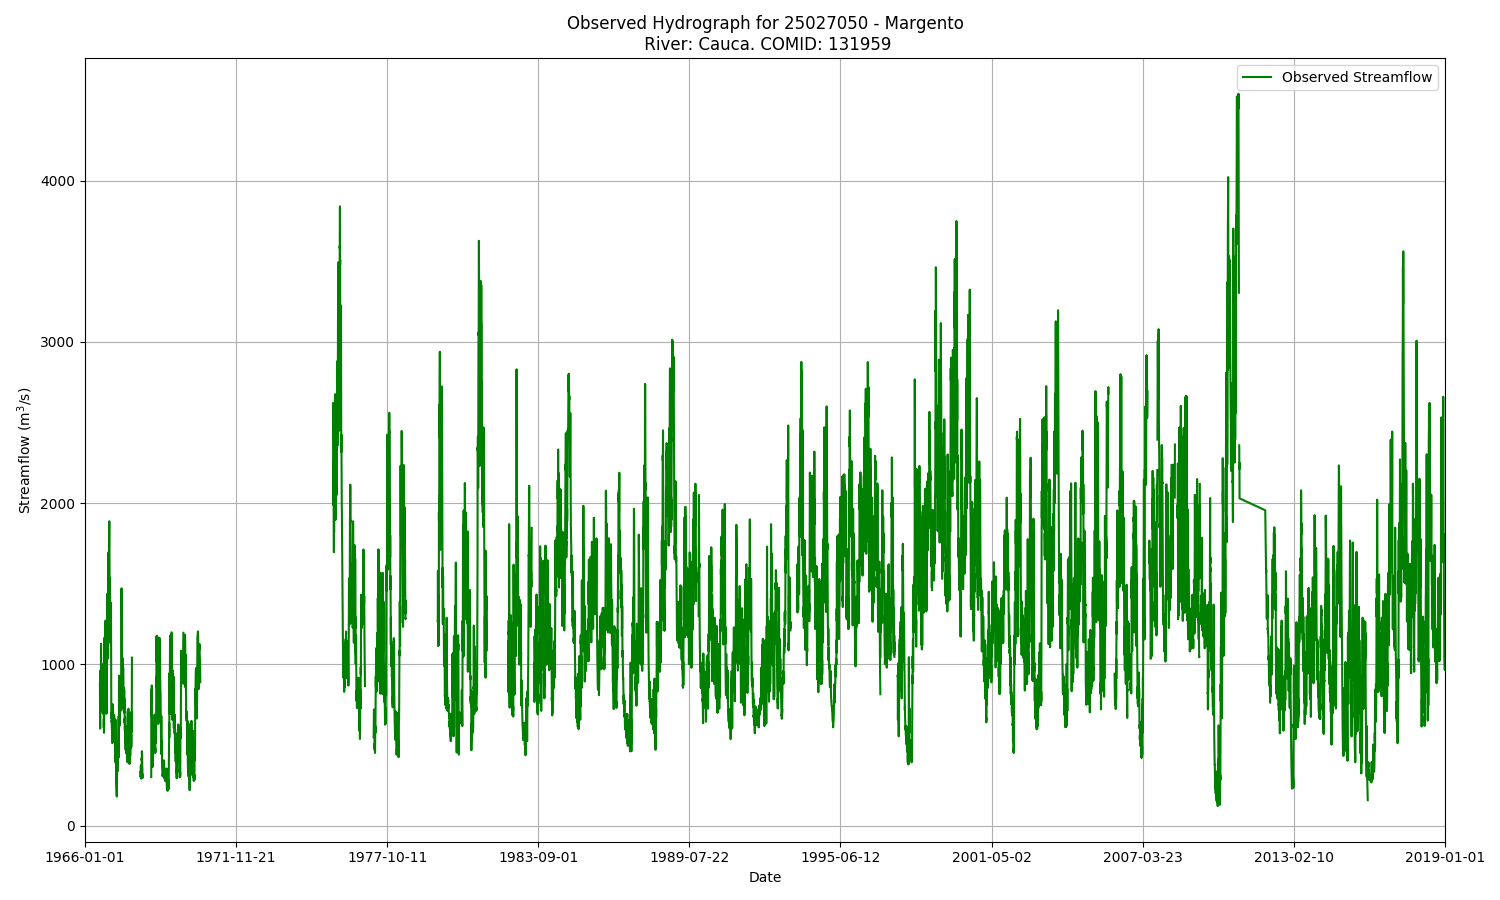 Observed Hydrograph for 25027050 - Margento
River: Cauca. COMID: 131959
Observed Streamflow
Streamflow (m³/s)
4000
3000
2000
1000
0
1966-01-01 1971-11-21 1977-10-11 1983-09-01 1989-07-22 1995-06-12 2001-05-02 2007-03-23 2013-02-10 2019-01-01
Date